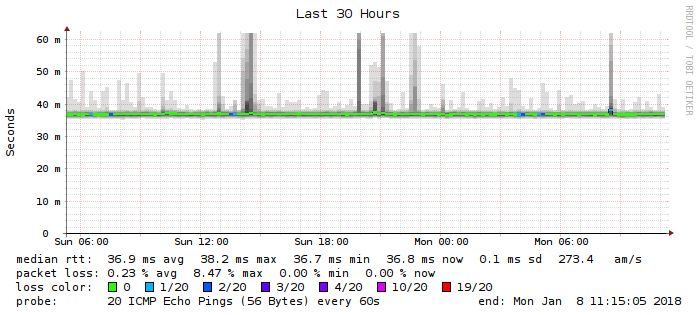 Last 30 Hours
RRDTOOL / TOBI OETIKER
Seconds
60 m
50 m
40 m
30 m
20 m
10 m
0
Sun 06:00 Sun 12:00 Sun 18:00 Mon 00:00 Mon 06:00
median rtt: 36.9 ms avg 38.2 ms max 36.7 ms min 36.8 ms now 0.1 ms sd 273.4 am/s
packet loss: 0.23 % avg 8.47 % max 0.00 % min 0.00 % now
loss color: 0 1/20 2/20 3/20 4/20 10/20 19/20
probe: 20 ICMP Echo Pings (56 Bytes) every 60s end: Mon Jan 8 11:15:05 2018